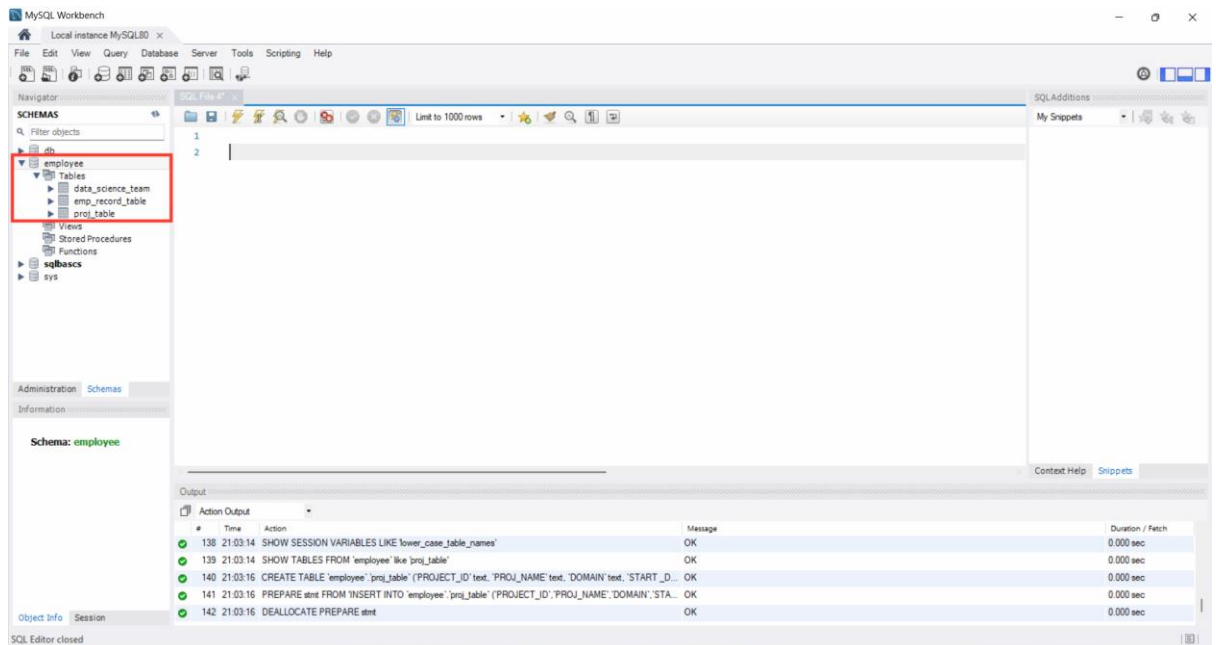 MySQL Workbench
Local instance MySQL80
File Edit View Query Database Server Tools Scripting Help
Navigator
SCHEMAS
Filter objects
db
employee
Tables
data_science_team
emp_record_table
proj_table
Views
Stored Procedures
Functions
sqlbascs
sys
Administration Schemas
Information
Schema: employee
Object Info Session
SQL File 4*
Limit to 1000 rows
1
2
SQLAdditions
My Snippets
Context Help Snippets
Output
Action Output
# Time Action Message Duration / Fetch
138 21:03:14 SHOW SESSION VARIABLES LIKE 'lower_case_table_names' OK 0.000 sec
139 21:03:14 SHOW TABLES FROM `employee` like 'proj_table' OK 0.000 sec
140 21:03:16 CREATE TABLE `employee`.`proj_table` (`PROJECT_ID` text, `PROJ_NAME` text, `DOMAIN` text, `START _D... OK 0.000 sec
141 21:03:16 PREPARE stmt FROM 'INSERT INTO `employee`.`proj_table` (`PROJECT_ID`,`PROJ_NAME`,`DOMAIN`,`STA... OK 0.000 sec
142 21:03:16 DEALLOCATE PREPARE stmt OK 0.000 sec
SQL Editor closed